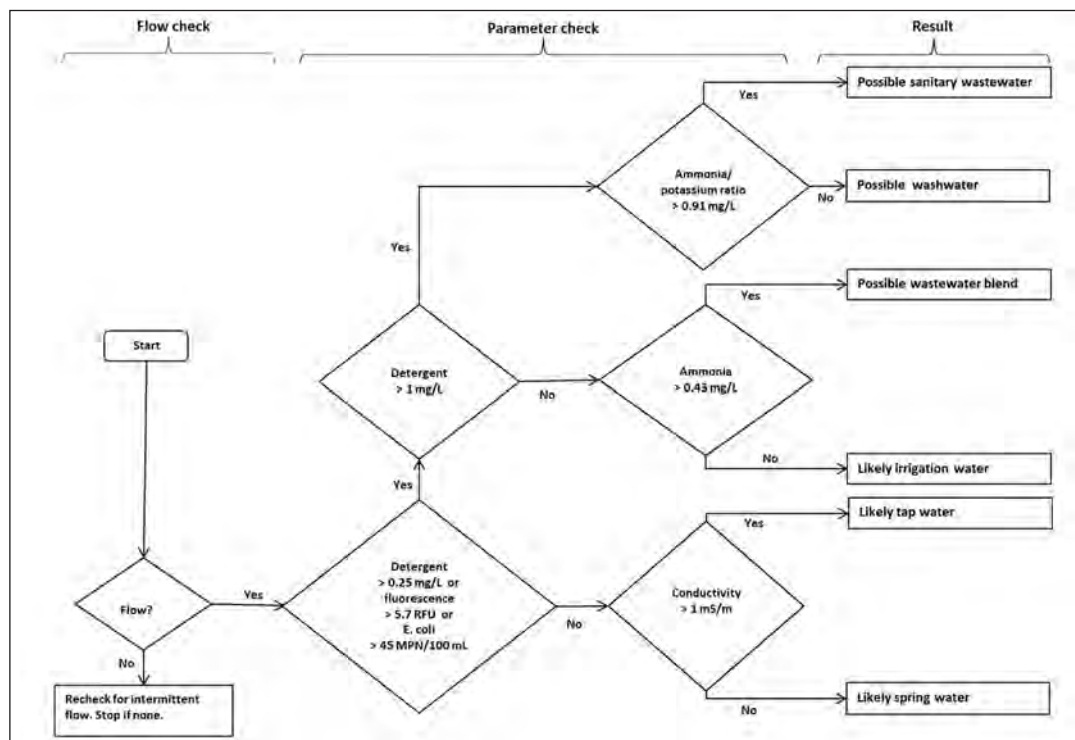 Flow check
Parameter check
Result
Yes
Possible sanitary wastewater
Ammonia/
potassium ratio
> 0.91 mg/L
No
Possible washwater
Yes
Yes
Possible wastewater blend
Start
Detergent
> 1 mg/L
No
Ammonia
> 0.43 mg/L
No
Likely irrigation water
Yes
Yes
Likely tap water
Flow?
Yes
Detergent
> 0.25 mg/L or
fluorescence
> 5.7 RFU or
E. coli
> 45 MPN/100 mL
No
Conductivity
> 1 mS/m
No
Recheck for intermittent
flow. Stop if none.
No
Likely spring water